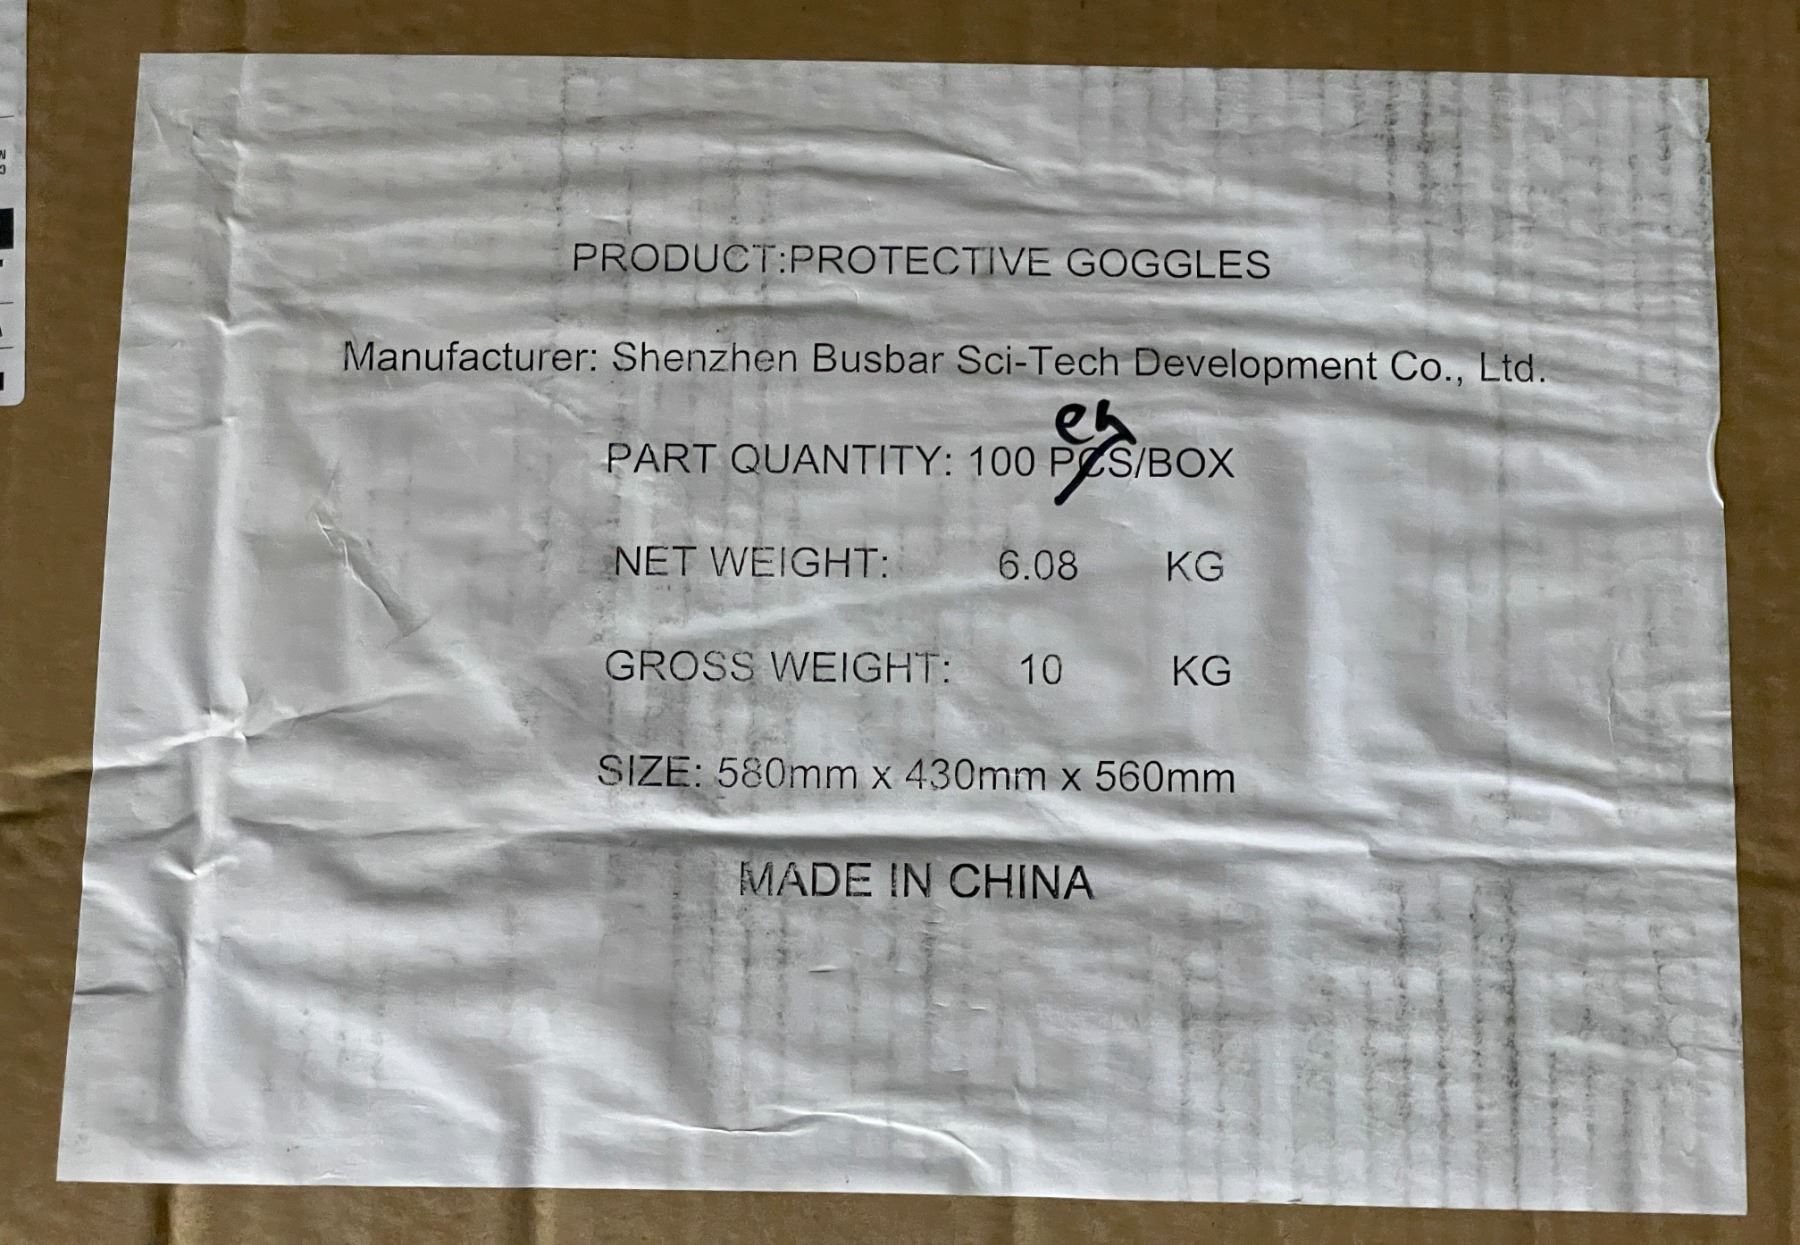 PRODUCT:PROTECTIVE GOGGLES
Manufacturer: Shenzhen Busbar Sci-Tech Development Co., Ltd.
PART QUANTITY: 100 PCS/BOX
NET WEIGHT: 6.08 KG
GROSS WEIGHT: 10 KG
SIZE: 580mm x 430mm x 560mm
MADE IN CHINA